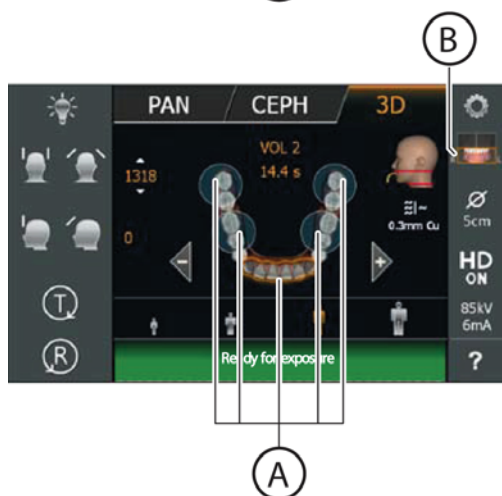 B
PAN CEPH 3D
VOL 2
14.4 s
1318
0
0.3mm Cu
5cm
HD
ON
85kV
6mA
T
R
Ready for exposure
?
A